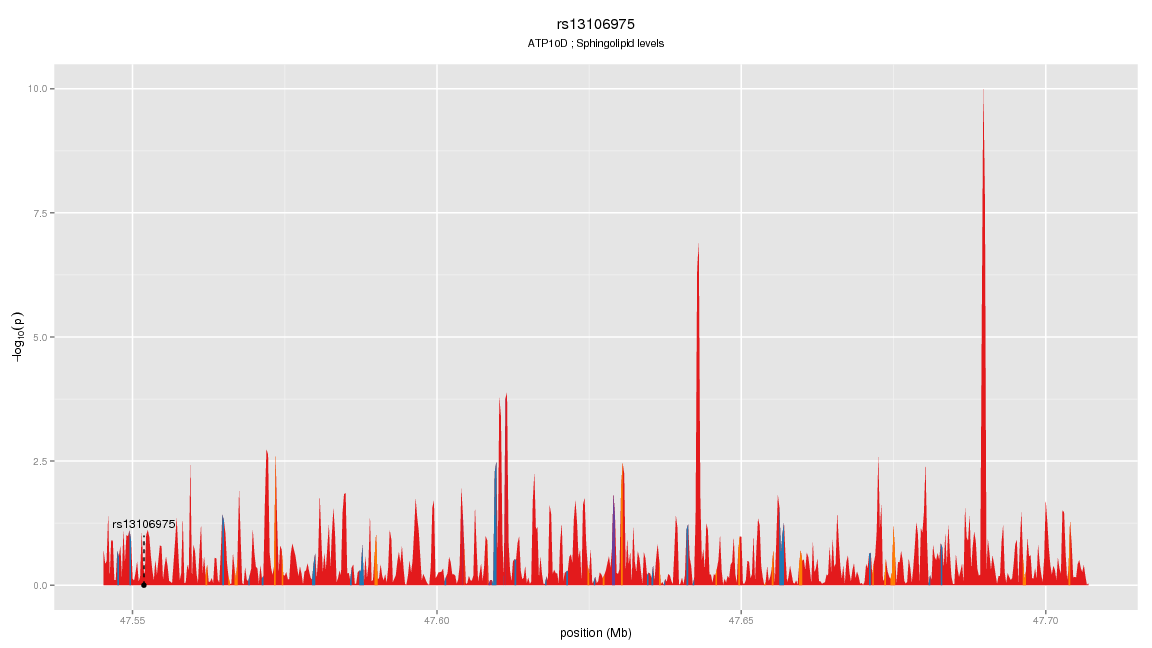 rs13106975
ATP10D ; Sphingolipid levels
10.0
7.5
5.0
2.5
0.0
−log10(p)
rs13106975
47.55
47.60
47.65
47.70
position (Mb)